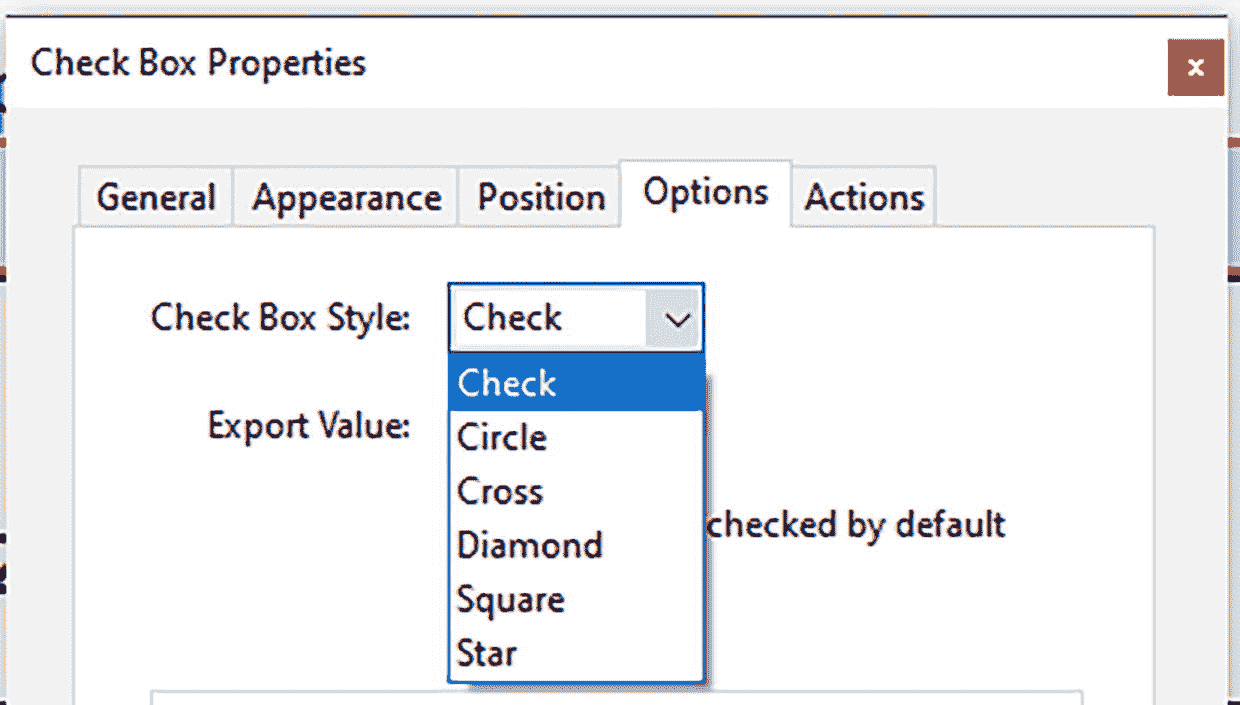 Check Box Properties
x
General Appearance Position Options Actions
Check Box Style: Check
Check
Export Value:
Circle
Cross
checked by default
Diamond
Square
Star